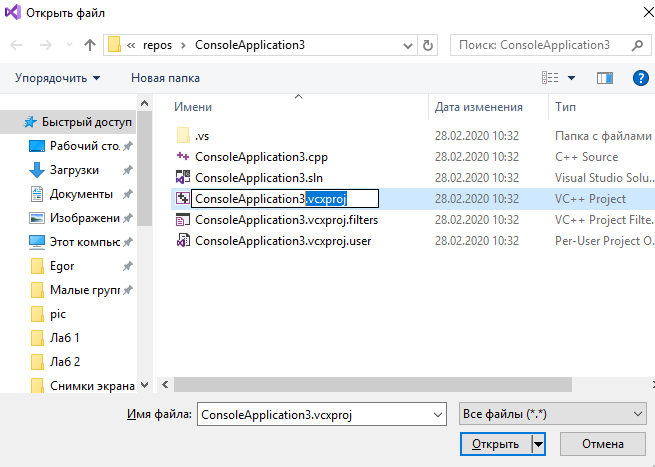 Открыть файл
« repos › ConsoleApplication3
Поиск: ConsoleApplication3
Упорядочить
Новая папка
?
Быстрый доступ
Рабочий сто.
Загрузки
Документы
Изображени
Этот компью
Egor
Малые групп
pic
Лаб 1
Лаб 2
Снимки экрана
Имени Дата изменения Тип
.vs 28.02.2020 10:32 Папка с файлами
ConsoleApplication3.cpp 28.02.2020 10:32 C++ Source
ConsoleApplication3.sln 28.02.2020 10:32 Visual Studio Solu...
ConsoleApplication3.vcxproj 28.02.2020 10:32 VC++ Project
ConsoleApplication3.vcxproj.filters 28.02.2020 10:32 VC++ Project Filte...
ConsoleApplication3.vcxproj.user 28.02.2020 10:32 Per-User Project O...
Имя файла: ConsoleApplication3.vcxproj
Все файлы (*.*)
Открыть
Отмена